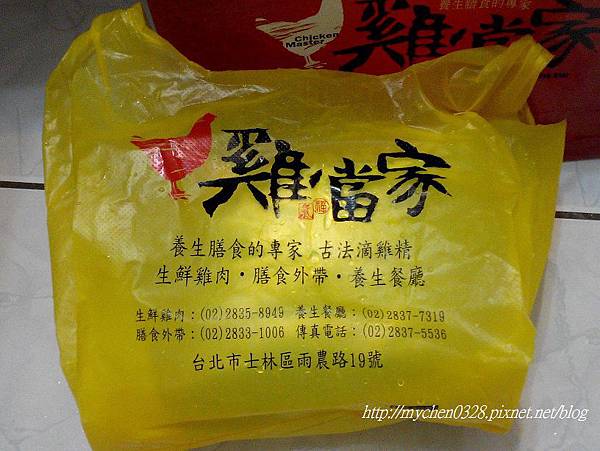 養生膳食的專家
Chicken
Master
雞當家
雞當家
養生膳食的專家 古法滴雞精
生鮮雞肉・膳食外帶・養生餐廳
生鮮雞肉：(02)2835-8949 養生餐廳：(02)2837-7319
膳食外帶：(02)2833-1006 傳真電話：(02)2837-5536
台北市士林區雨農路19號
http://mychen0328.pixnet.net/blog